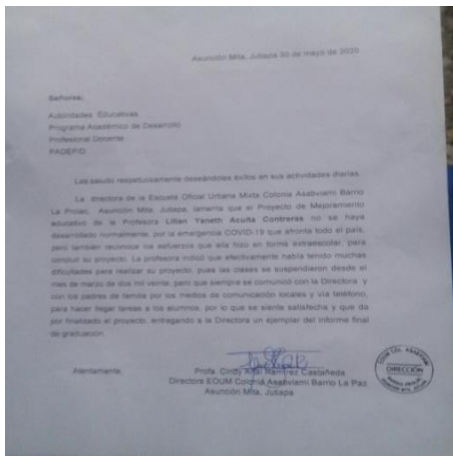 Asunción Mita, Jutiapa 30 de mayo de 2020
Señores.
Autoridades Educativas
Programa Académico de Desarrollo
Profesional Docente
PADEP/D
Les saludo respetuosamente deseándoles éxitos en sus actividades diarias.
La directora de la Escuela Oficial Urbana Mixta Colonia Asabviami Barrio
La Asunción Mita, Jutiapa, lamenta que el Proyecto de Mejoramiento
educativo de la Profesora Lilian Yaneth Acuña Contreras no se haya
desarrollado normalmente, por la emergencia COVID-19 que afronta todo el país,
pero también reconoce los esfuerzos que ella hizo en forma extraescolar para
concluir su proyecto. La profesora indicó que efectivamente había tenido muchas
dificultades para realizar su proyecto, pues las clases se suspendieron desde el
mes de marzo de dos mil veinte, pero que siempre se comunicó con la Directora y
con los padres de familia por los medios de comunicación locales y vía teléfono,
para hacer llegar tareas a los alumnos, por lo que se siente satisfecha y que da
por finalizado el proyecto, entregando a la Directora un ejemplar del informe final
de graduación.
Atentamente,
Profa. Cindy Ramírez Castañeda
Directora EOUM Colonia Asabviami Barrio La Paz
Asunción Mita, Jutiapa
DIRECCIÓN